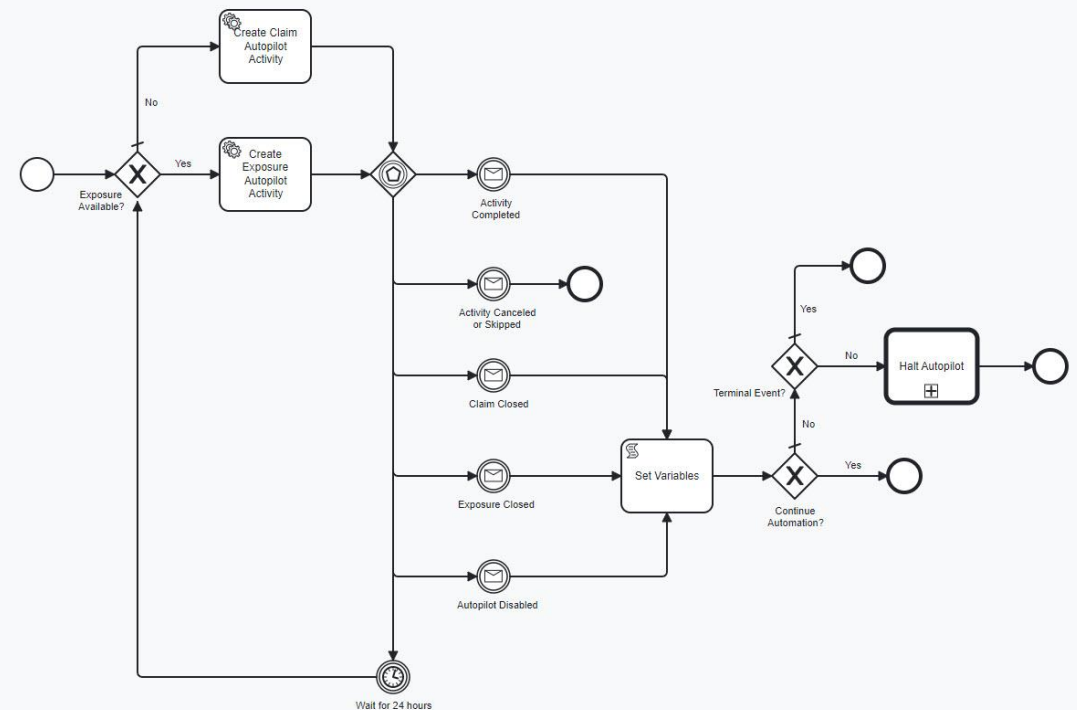 Create Claim
Autopilot
Activity
No
Yes
Create
Exposure
Autopilot
Activity
Exposure
Available?
Activity
Completed
Activity Canceled
or Skipped
Yes
No
Halt Autopilot
Terminal Event?
Claim Closed
No
Set Variables
Yes
Exposure Closed
Continue
Automation?
Autopilot Disabled
Wait for 24 hours